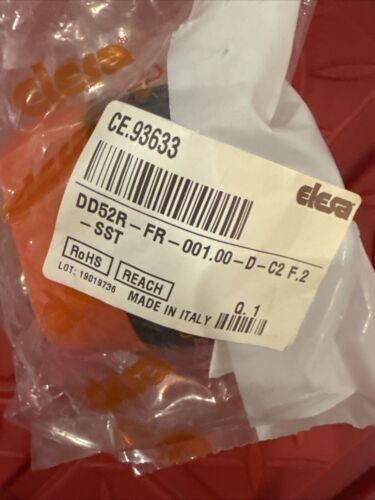 elesa
CE.93633
elesa
DD52R-FR-001.00-D-C2 F.2
-SST
RoHS
REACH
LOT: 19019736
MADE IN ITALY
Q. 1
elesa